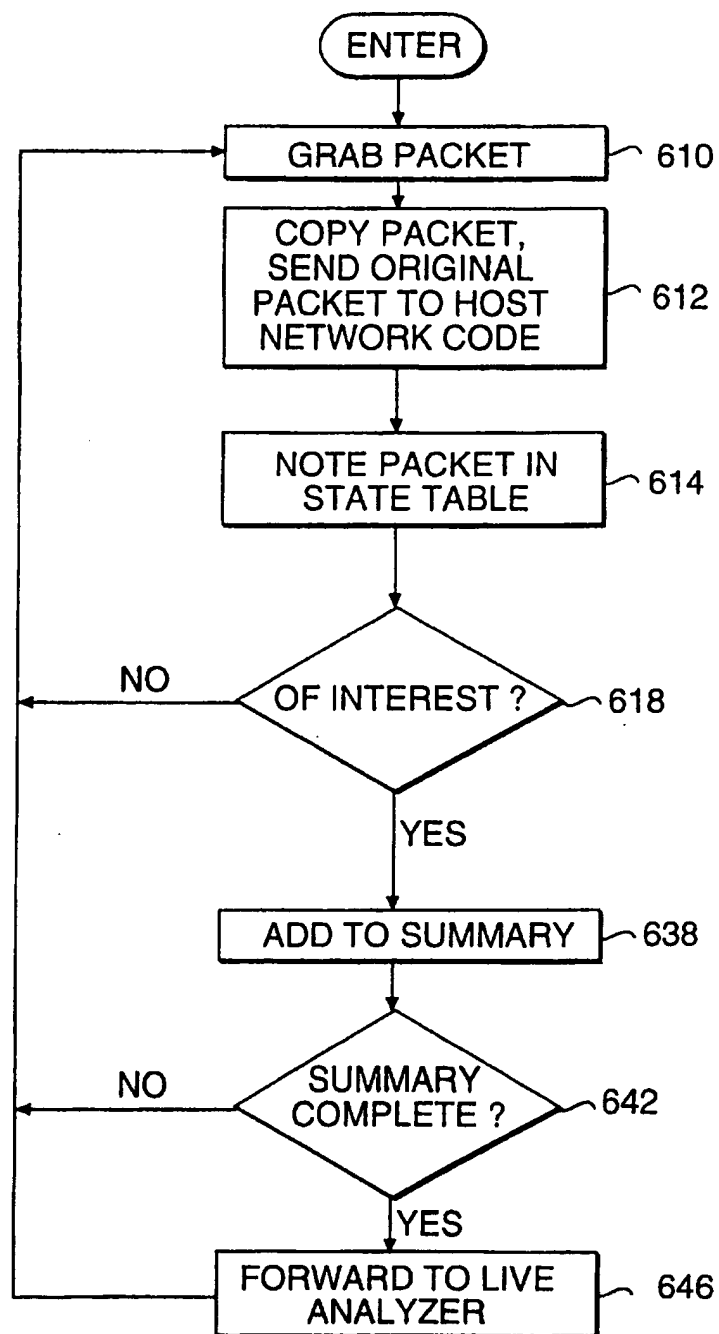 ENTER
GRAB PACKET 610
COPY PACKET,
SEND ORIGINAL
PACKET TO HOST
NETWORK CODE
612
NOTE PACKET IN
STATE TABLE
614
NO
OF INTEREST ?
618
YES
ADD TO SUMMARY 638
NO
SUMMARY
COMPLETE ?
642
YES
FORWARD TO LIVE
ANALYZER
646